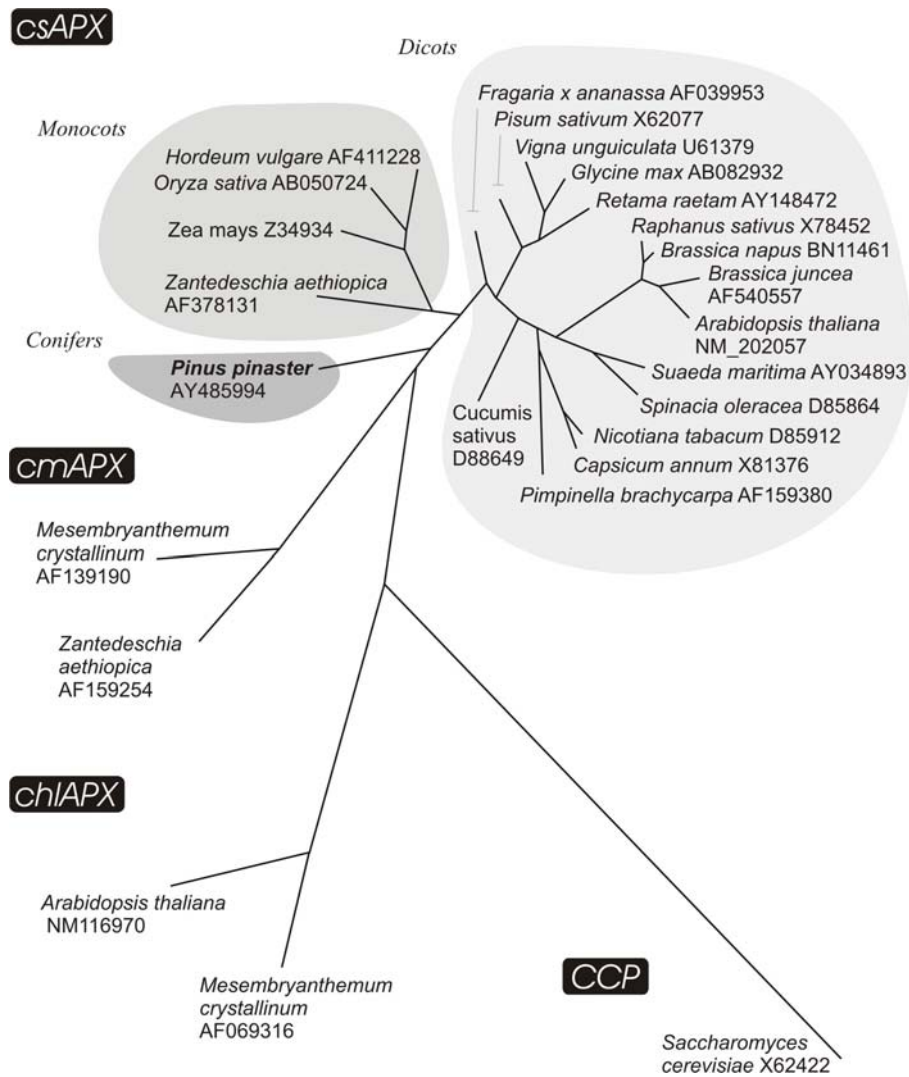 csAPX
Dicots
Fragaria x ananassa AF039953
Pisum sativum X62077
Monocots
Vigna unguiculata U61379
Hordeum vulgare AF411228
Glycine max AB082932
Oryza sativa AB050724
Retama raetam AY148472
Raphanus sativus X78452
Zea mays Z34934
Brassica napus BN11461
Brassica juncea
AF540557
Zantedeschia aethiopica
AF378131
Arabidopsis thaliana
NM_202057
Conifers
Pinus pinaster
AY485994
Suaeda maritima AY034893
Spinacia oleracea D85864
Cucumis
sativus
D88649
Nicotiana tabacum D85912
Capsicum annum X81376
Pimpinella brachycarpa AF159380
cmAPX
Mesembryanthemum
crystallinum
AF139190
Zantedeschia
aethiopica
AF159254
chlAPX
Arabidopsis thaliana
NM116970
Mesembryanthemum
crystallinum
AF069316
CCP
Saccharomyces
cerevisiae X62422